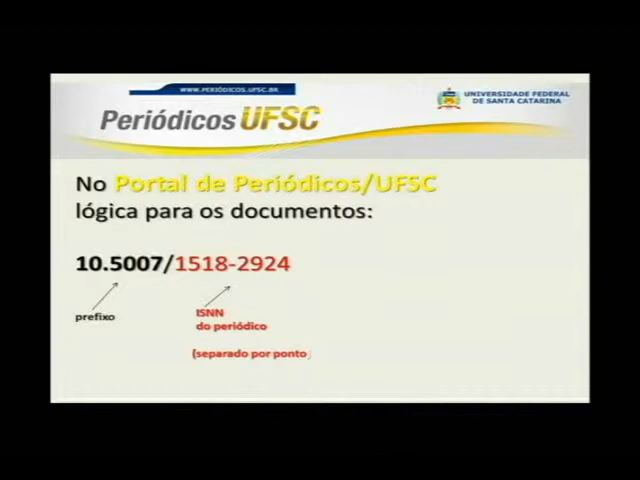 WWW.PERIÓDICOS.UFSC.BR
Periódicos UFSC
UNIVERSIDADE FEDERAL
DE SANTA CATARINA
No Portal de Periódicos/UFSC
lógica para os documentos:
10.5007/1518-2924
prefixo
ISNN
do periódico
(separado por ponto)